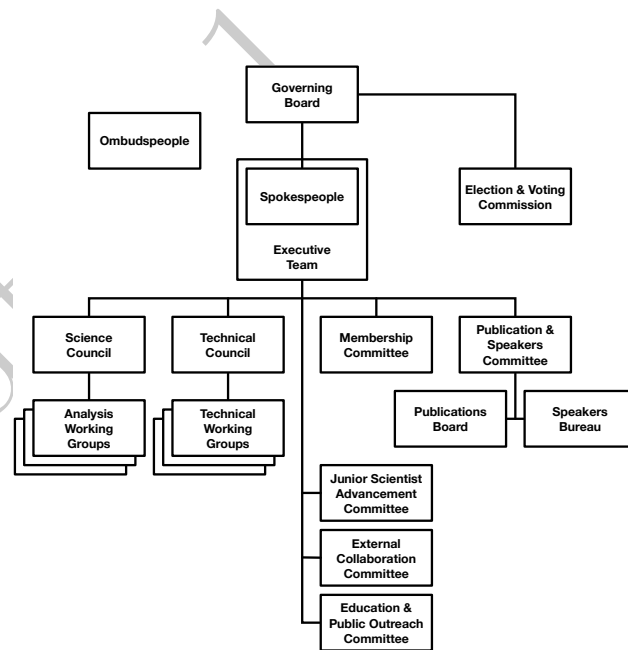 Governing
Board
Ombudspeople
Spokespeople
Election & Voting
Commission
Executive
Team
Science
Council
Technical
Council
Membership
Committee
Publication &
Speakers
Committee
Analysis
Working
Groups
Technical
Working
Groups
Publications
Board
Speakers
Bureau
Junior Scientist
Advancement
Committee
External
Collaboration
Committee
Education &
Public Outreach
Committee